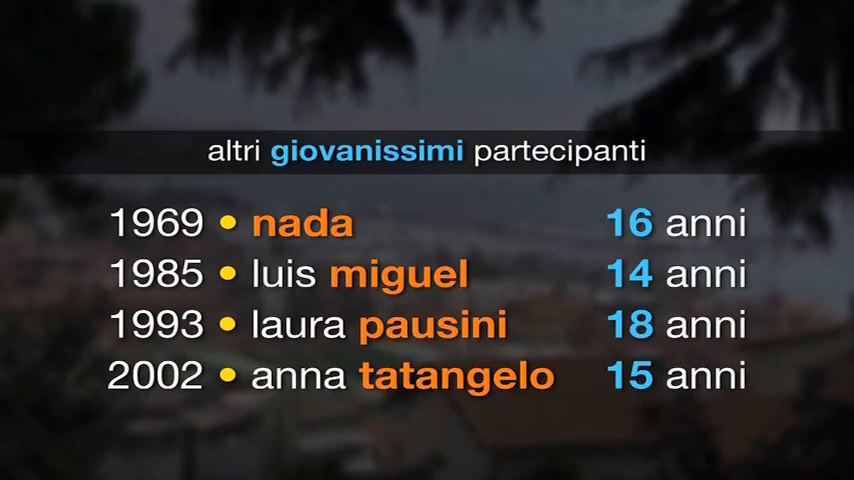 altri giovanissimi partecipanti
1969 • nada 16 anni
1985 • luis miguel 14 anni
1993 • laura pausini 18 anni
2002 • anna tatangelo 15 anni